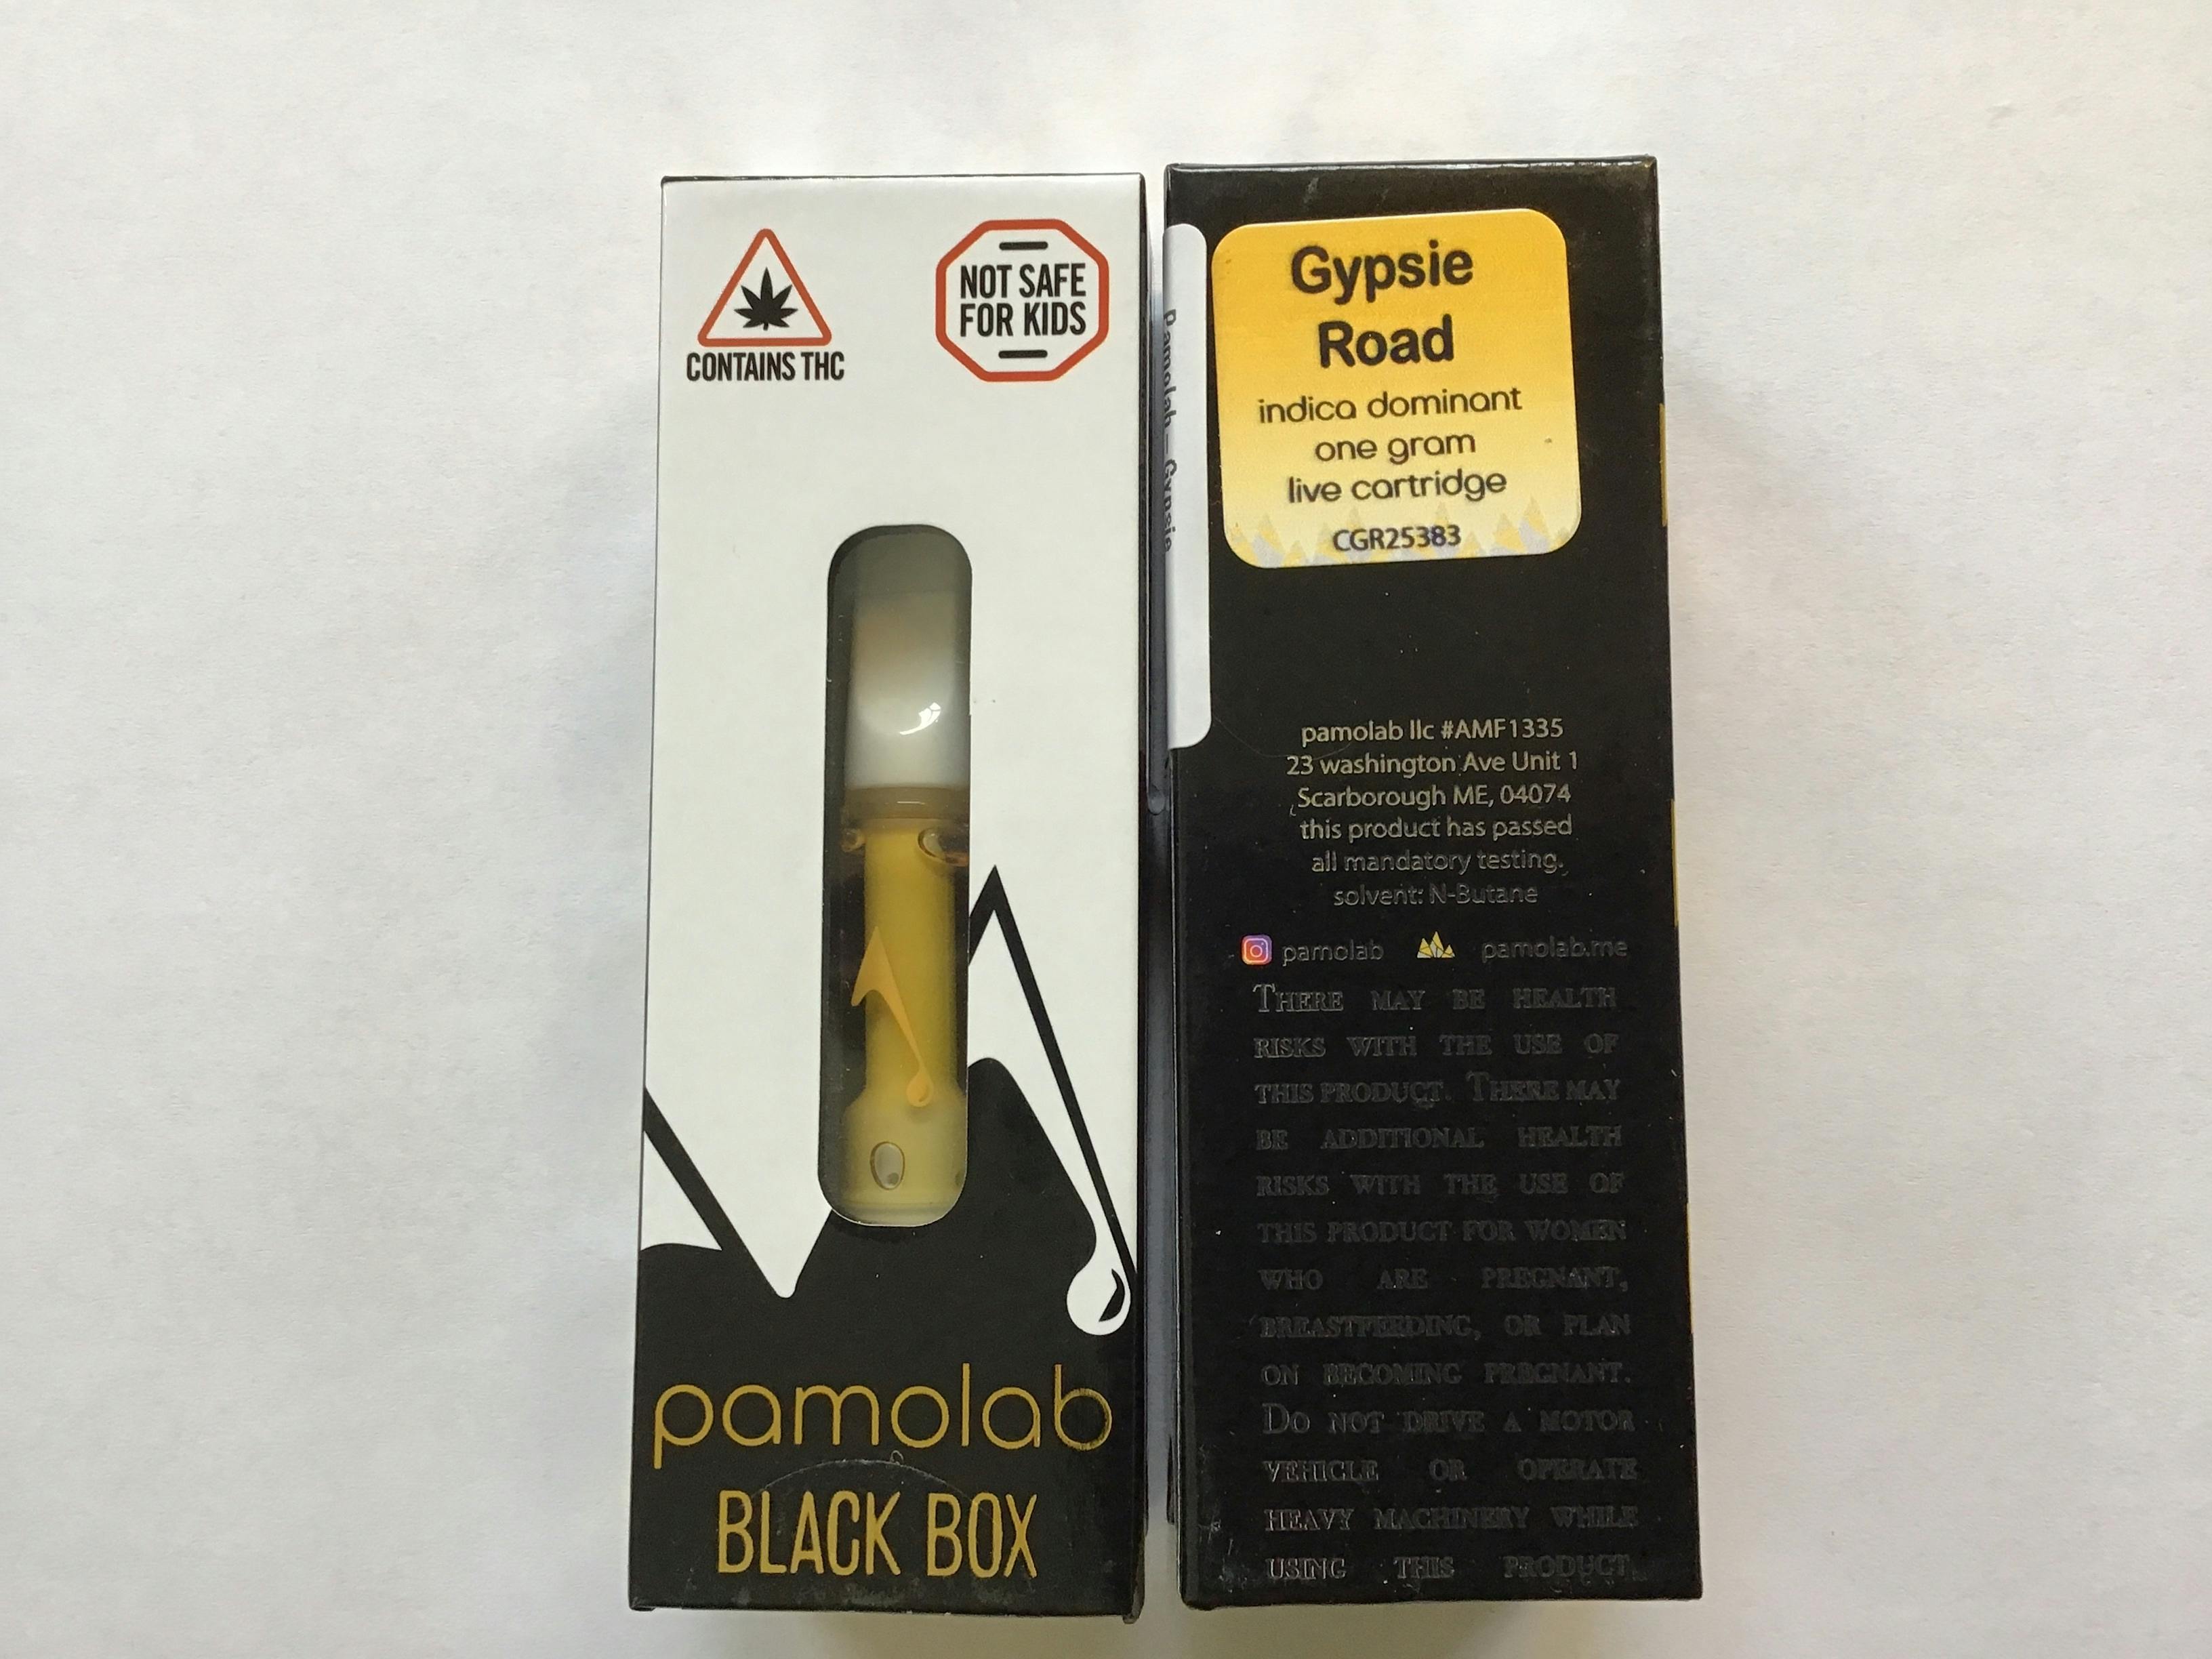 CONTAINS THC
NOT SAFE
FOR KIDS
pamolab
BLACK BOX
Pamolab – Gypsie
Gypsie
Road
indica dominant
one gram
live cartridge
CGR25383
pamolab llc #AMF1335
23 washington Ave Unit 1
Scarborough ME, 04074
this product has passed
all mandatory testing.
solvent: N-Butane
pamolab pamolab.me
THERE MAY BE HEALTH
RISKS WITH THE USE OF
THIS PRODUCT. THERE MAY
BE ADDITIONAL HEALTH
RISKS WITH THE USE OF
THIS PRODUCT FOR WOMEN
WHO ARE PREGNANT,
BREASTFEEDING, OR PLAN
ON BECOMING PREGNANT.
DO NOT DRIVE A MOTOR
VEHICLE OR OPERATE
HEAVY MACHINERY WHILE
USING THIS PRODUCT.